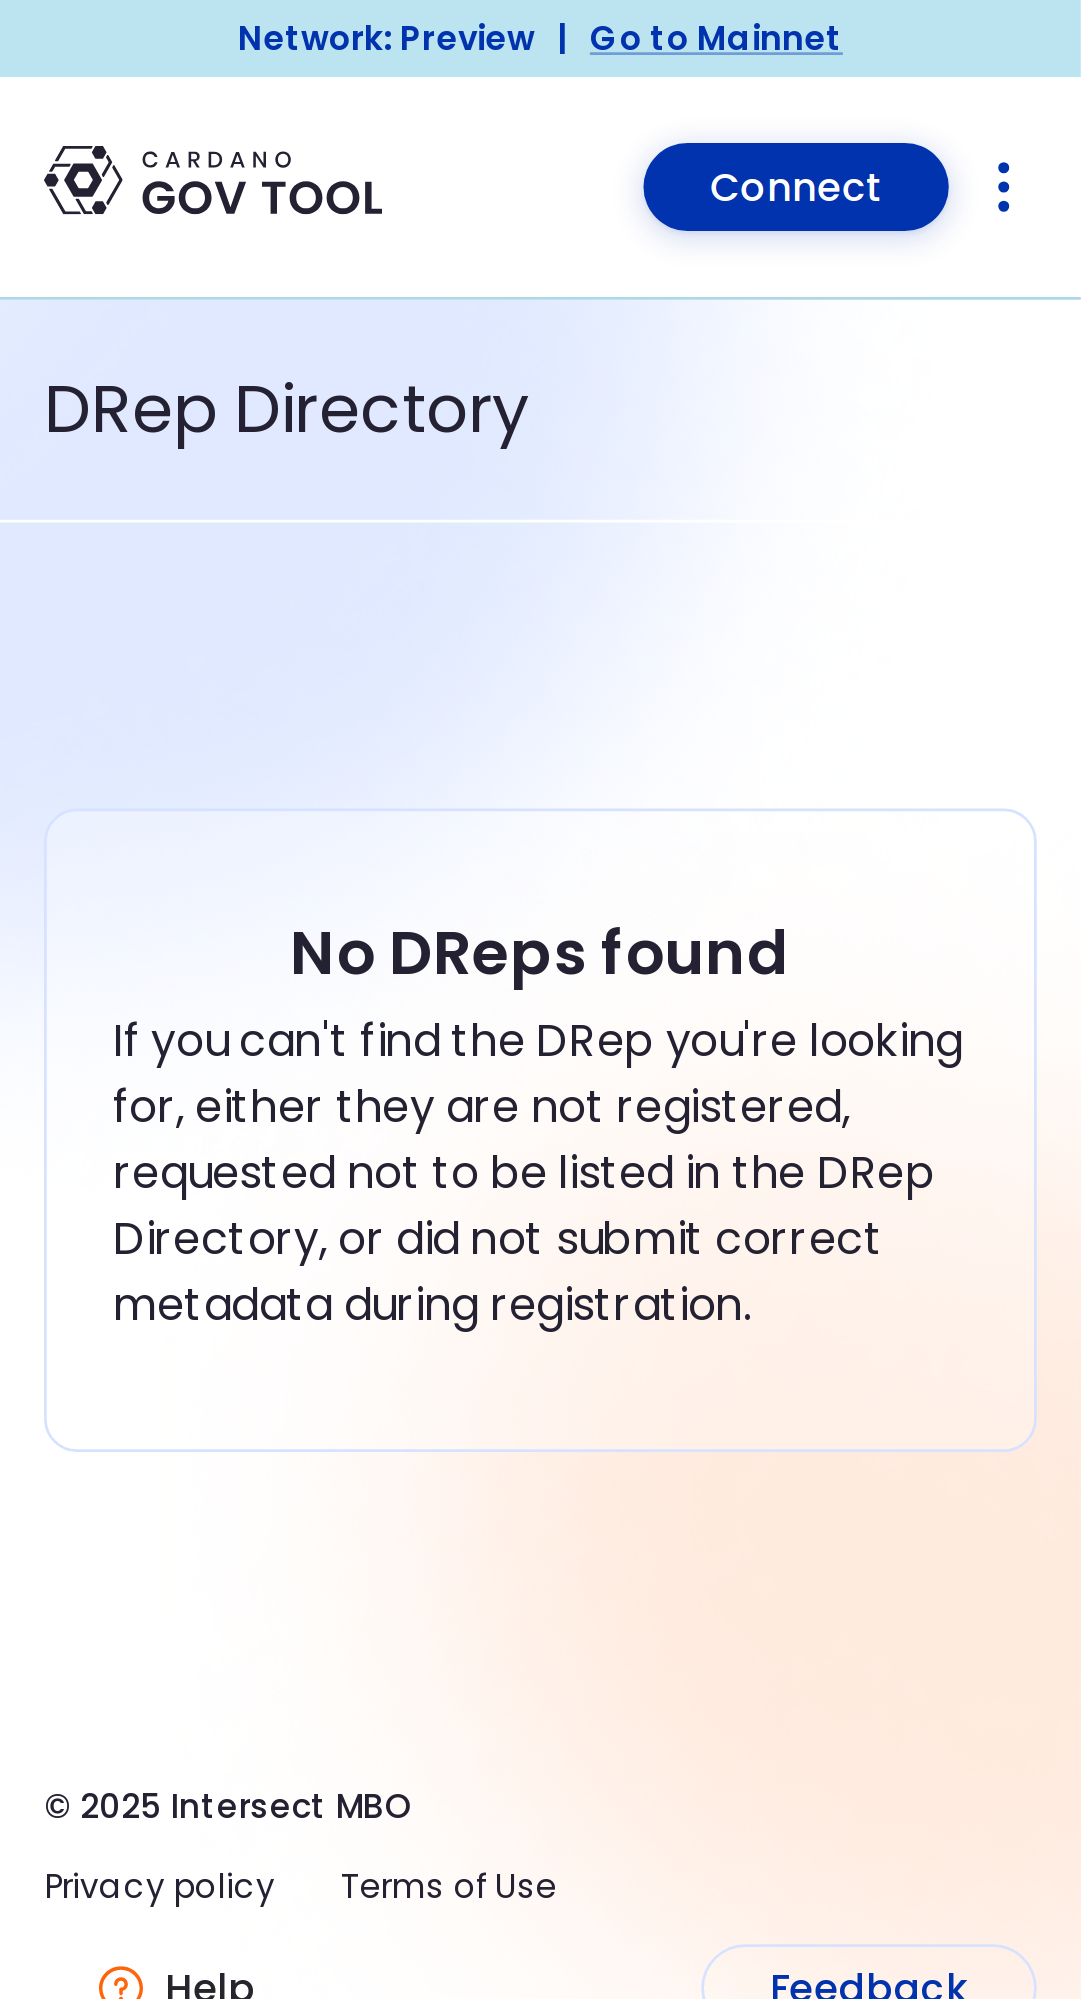 Network: Preview | Go to Mainnet
CARDANO
GOV TOOL
Connect
DRep Directory
No DReps found
If you can't find the DRep you're looking
for, either they are not registered,
requested not to be listed in the DRep
Directory, or did not submit correct
metadata during registration.
© 2025 Intersect MBO
Privacy policy Terms of Use
Help Feedback